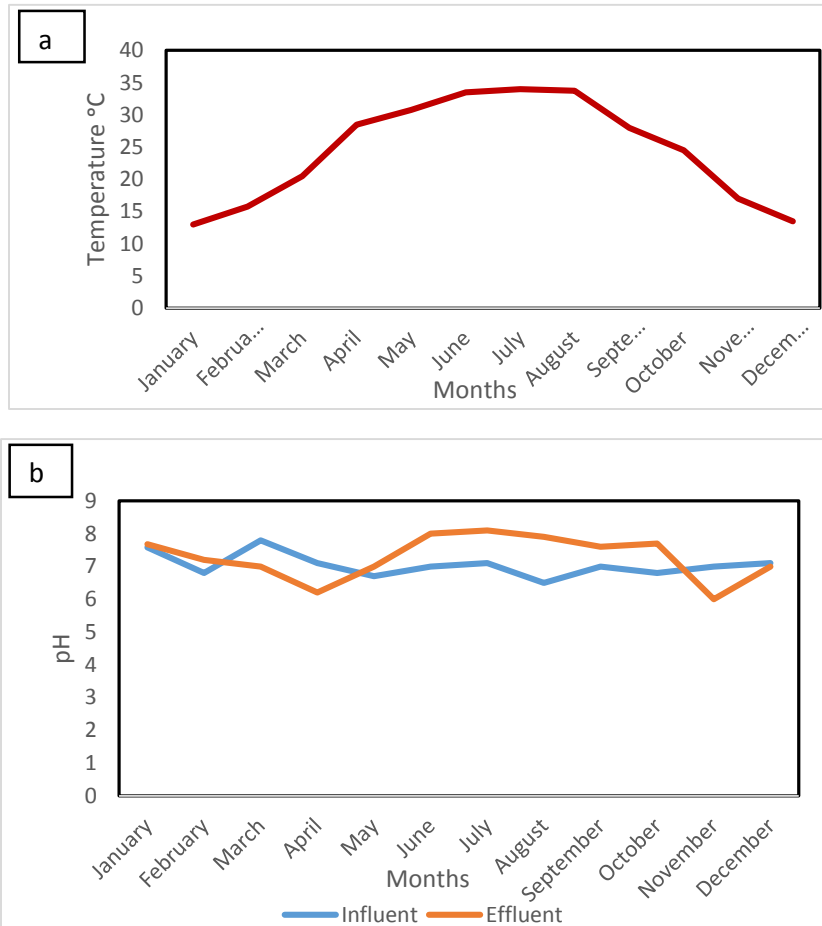 a
40
35
30
25
20
15
10
5
0
Temperature °C
January
Februa...
March
April
May
June
July
August
Septe...
October
Nove...
Decem...
Months
b
9
8
7
6
5
4
3
2
1
0
pH
January
February
March
April
May
June
July
August
September
October
November
December
Months
Influent
Effluent